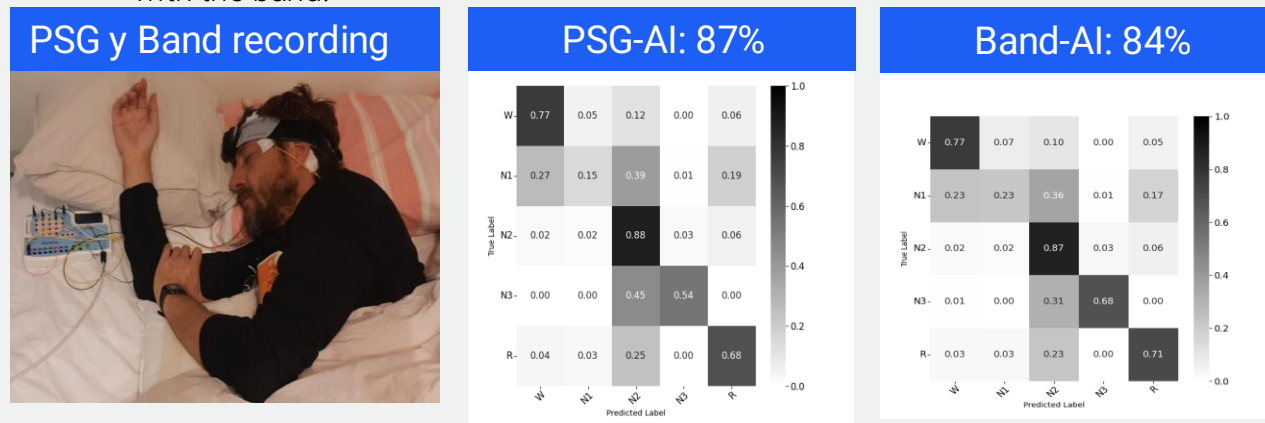 with the band.
PSG y Band recording
PSG-AI: 87%
Band-AI: 84%
True Label
W 0.77 0.05 0.12 0.00 0.06
N1 0.27 0.15 0.39 0.01 0.19
N2 0.02 0.02 0.88 0.03 0.06
N3 0.00 0.00 0.45 0.54 0.00
R 0.04 0.03 0.25 0.00 0.68
W N1 N2 N3 R
Predicted Label
1.0
0.8
0.6
0.4
0.2
0.0
True Label
W 0.77 0.07 0.10 0.00 0.05
N1 0.23 0.23 0.36 0.01 0.17
N2 0.02 0.02 0.87 0.03 0.06
N3 0.01 0.00 0.31 0.68 0.00
R 0.03 0.03 0.23 0.00 0.71
W N1 N2 N3 R
Predicted Label
1.0
0.8
0.6
0.4
0.2
0.0